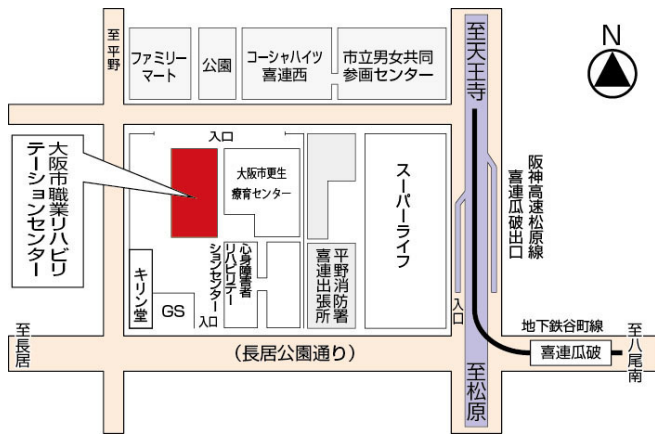 至平野
ファミリー
マート
公園
コーシャハイツ
喜連西
市立男女共同
参画センター
至天王寺
N
入口
大阪市職業リハビリ
テーションセンター
大阪市更生
療育センター
スーパーライフ
阪神高速松原線
喜連瓜破出口
心身障害者
リハビリテー
ションセンター
平野消防署
喜連出張所
キリン堂
GS
入口
入口
地下鉄谷町線
至長居
(長居公園通り)
至松原
喜連瓜破
至八尾南